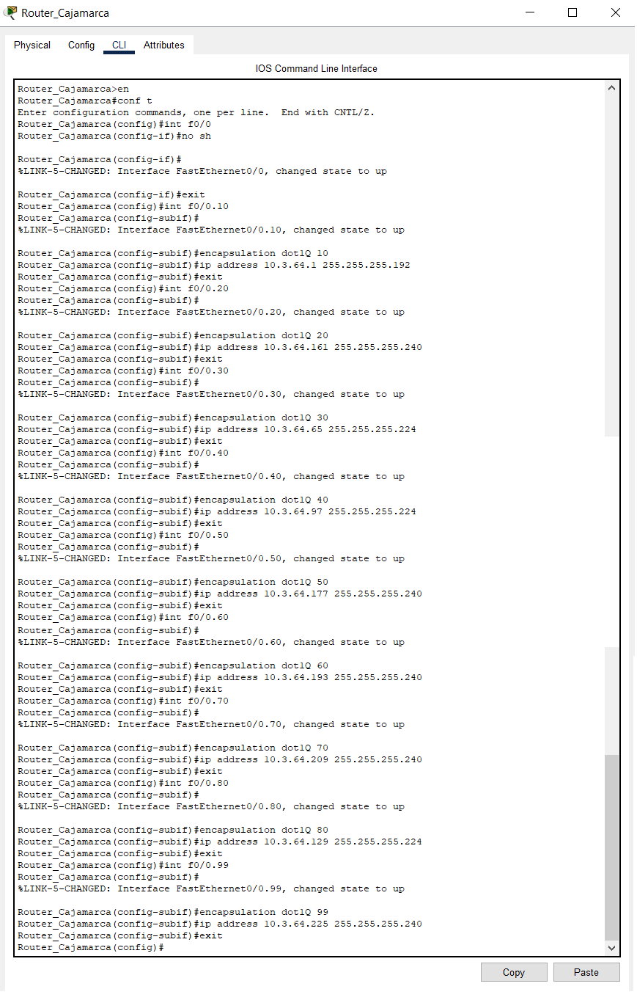 Router_Cajamarca
Physical Config CLI Attributes
IOS Command Line Interface
Router_Cajamarca>en
Router_Cajamarca#conf t
Enter configuration commands, one per line.  End with CNTL/Z.
Router_Cajamarca(config)#int f0/0
Router_Cajamarca(config-if)#no sh
Router_Cajamarca(config-if)#
%LINK-5-CHANGED: Interface FastEthernet0/0, changed state to up
Router_Cajamarca(config-if)#exit
Router_Cajamarca(config)#int f0/0.10
Router_Cajamarca(config-subif)#
%LINK-5-CHANGED: Interface FastEthernet0/0.10, changed state to up
Router_Cajamarca(config-subif)#encapsulation dot1Q 10
Router_Cajamarca(config-subif)#ip address 10.3.64.1 255.255.255.192
Router_Cajamarca(config-subif)#exit
Router_Cajamarca(config)#int f0/0.20
Router_Cajamarca(config-subif)#
%LINK-5-CHANGED: Interface FastEthernet0/0.20, changed state to up
Router_Cajamarca(config-subif)#encapsulation dot1Q 20
Router_Cajamarca(config-subif)#ip address 10.3.64.161 255.255.255.240
Router_Cajamarca(config-subif)#exit
Router_Cajamarca(config)#int f0/0.30
Router_Cajamarca(config-subif)#
%LINK-5-CHANGED: Interface FastEthernet0/0.30, changed state to up
Router_Cajamarca(config-subif)#encapsulation dot1Q 30
Router_Cajamarca(config-subif)#ip address 10.3.64.65 255.255.255.224
Router_Cajamarca(config-subif)#exit
Router_Cajamarca(config)#int f0/0.40
Router_Cajamarca(config-subif)#
%LINK-5-CHANGED: Interface FastEthernet0/0.40, changed state to up
Router_Cajamarca(config-subif)#encapsulation dot1Q 40
Router_Cajamarca(config-subif)#ip address 10.3.64.97 255.255.255.224
Router_Cajamarca(config-subif)#exit
Router_Cajamarca(config)#int f0/0.50
Router_Cajamarca(config-subif)#
%LINK-5-CHANGED: Interface FastEthernet0/0.50, changed state to up
Router_Cajamarca(config-subif)#encapsulation dot1Q 50
Router_Cajamarca(config-subif)#ip address 10.3.64.177 255.255.255.240
Router_Cajamarca(config-subif)#exit
Router_Cajamarca(config)#int f0/0.60
Router_Cajamarca(config-subif)#
%LINK-5-CHANGED: Interface FastEthernet0/0.60, changed state to up
Router_Cajamarca(config-subif)#encapsulation dot1Q 60
Router_Cajamarca(config-subif)#ip address 10.3.64.193 255.255.255.240
Router_Cajamarca(config-subif)#exit
Router_Cajamarca(config)#int f0/0.70
Router_Cajamarca(config-subif)#
%LINK-5-CHANGED: Interface FastEthernet0/0.70, changed state to up
Router_Cajamarca(config-subif)#encapsulation dot1Q 70
Router_Cajamarca(config-subif)#ip address 10.3.64.209 255.255.255.240
Router_Cajamarca(config-subif)#exit
Router_Cajamarca(config)#int f0/0.80
Router_Cajamarca(config-subif)#
%LINK-5-CHANGED: Interface FastEthernet0/0.80, changed state to up
Router_Cajamarca(config-subif)#encapsulation dot1Q 80
Router_Cajamarca(config-subif)#ip address 10.3.64.129 255.255.255.224
Router_Cajamarca(config-subif)#exit
Router_Cajamarca(config)#int f0/0.99
Router_Cajamarca(config-subif)#
%LINK-5-CHANGED: Interface FastEthernet0/0.99, changed state to up
Router_Cajamarca(config-subif)#encapsulation dot1Q 99
Router_Cajamarca(config-subif)#ip address 10.3.64.225 255.255.255.240
Router_Cajamarca(config-subif)#exit
Router_Cajamarca(config)#
Copy Paste